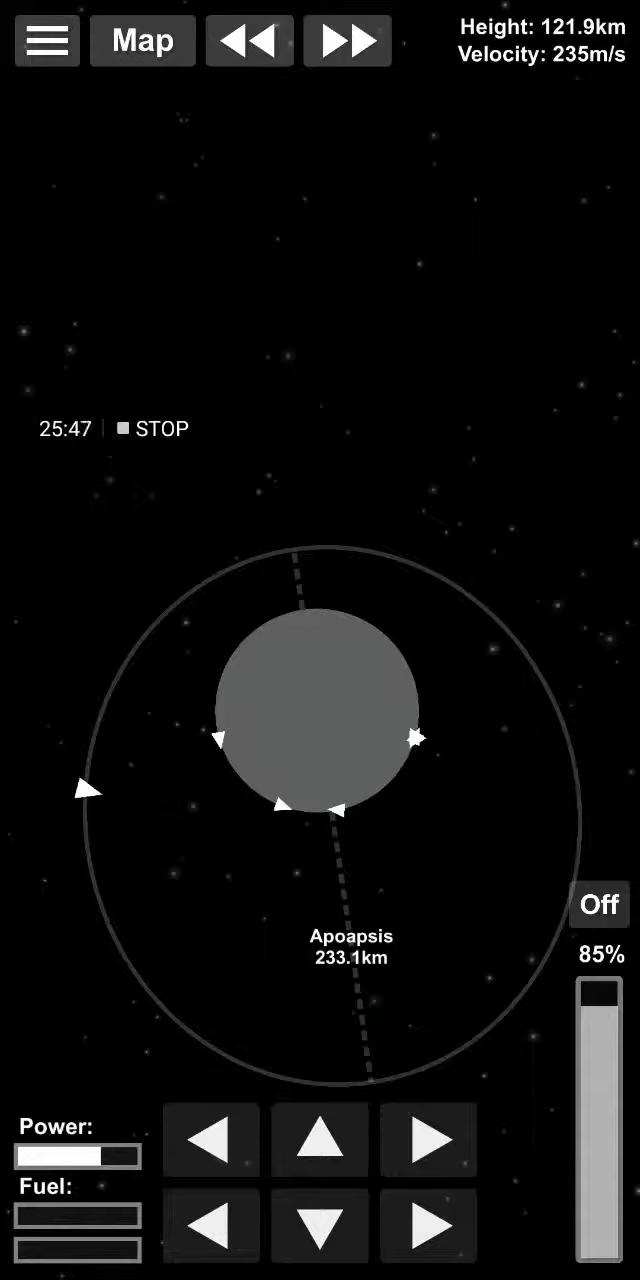 Map
Height: 121.9km
Velocity: 235m/s
25:47
STOP
Apoapsis
233.1km
Off
85%
Power:
Fuel: